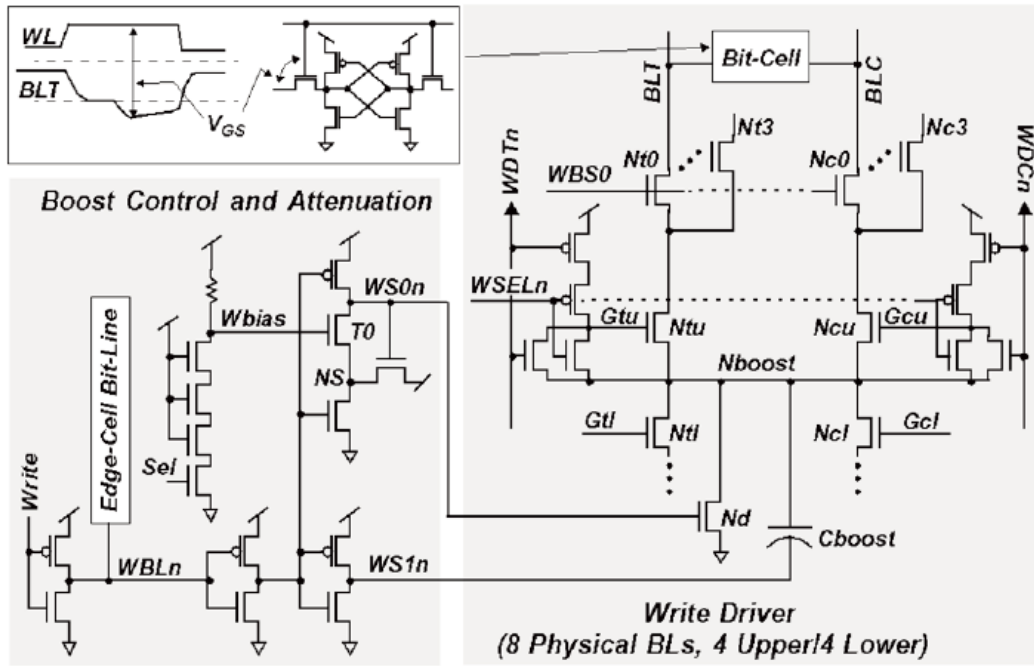 WL
BLT
VGS
Bit-Cell
BLT
BLC
Nt3
Nc3
Nt0
Nc0
WDTn
WDCn
WBS0
Boost Control and Attenuation
WS0n
WSELn
Wbias
T0
Gtu
Ntu
Ncu
Gcu
NS
Nboost
Edge-Cell Bit-Line
Sel
Gtl
Ntl
Ncl
Gcl
Write
Nd
WBLn
WS1n
Cboost
Write Driver
(8 Physical BLs, 4 Upper/4 Lower)